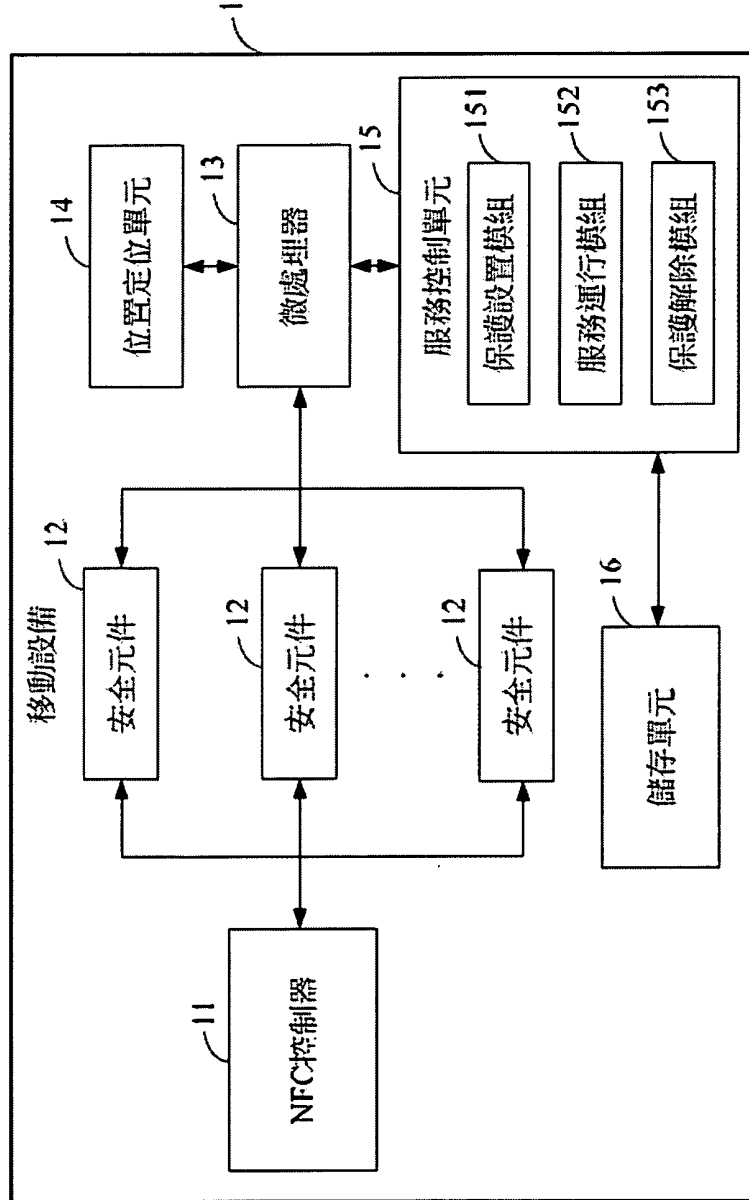 1
移動設備
NFC控制器
11
安全元件
12
安全元件
12
. . .
安全元件
12
微處理器
13
位置定位單元
14
服務控制單元
15
保護設置模組
151
服務運行模組
152
保護解除模組
153
儲存單元
16